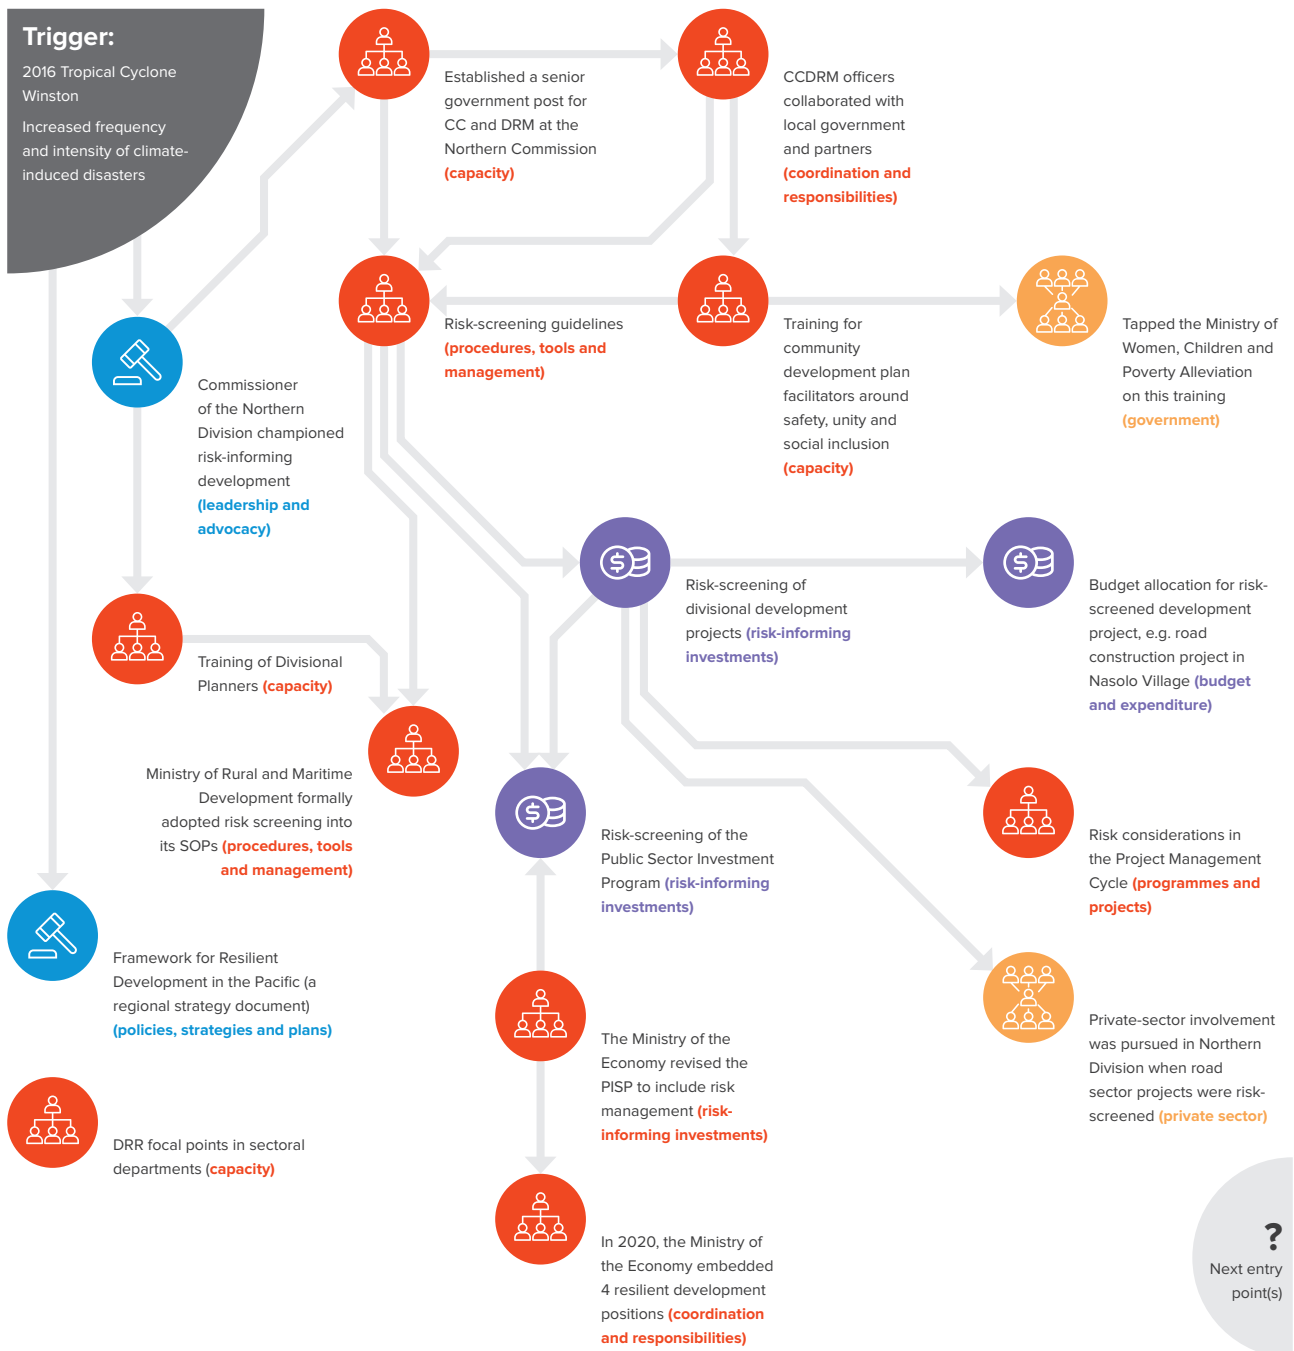 Trigger:
2016 Tropical Cyclone
Winston
Increased frequency
and intensity of climate-
induced disasters
Established a senior
government post for
CC and DRM at the
Northern Commission
(capacity)
CCDRM officers
collaborated with
local government
and partners
(coordination and
responsibilities)
Commissioner
of the Northern
Division championed
risk-informing
development
(leadership and
advocacy)
Risk-screening guidelines
(procedures, tools and
management)
Training for
community
development plan
facilitators around
safety, unity and
social inclusion
(capacity)
Tapped the Ministry of
Women, Children and
Poverty Alleviation
on this training
(government)
Training of Divisional
Planners (capacity)
Risk-screening of
divisional development
projects (risk-informing
investments)
Budget allocation for risk-
screened development
project, e.g. road
construction project in
Nasolo Village (budget
and expenditure)
Ministry of Rural and Maritime
Development formally
adopted risk screening into
its SOPs (procedures, tools
and management)
$
$
$
Risk-screening of the
Public Sector Investment
Program (risk-informing
investments)
Risk considerations in
the Project Management
Cycle (programmes and
projects)
Framework for Resilient
Development in the Pacific (a
regional strategy document)
(policies, strategies and plans)
The Ministry of the
Economy revised the
PISP to include risk
management (risk-
informing investments)
Private-sector involvement
was pursued in Northern
Division when road
sector projects were risk-
screened (private sector)
DRR focal points in sectoral
departments (capacity)
In 2020, the Ministry of
the Economy embedded
4 resilient development
positions (coordination
and responsibilities)
?
Next entry
point(s)